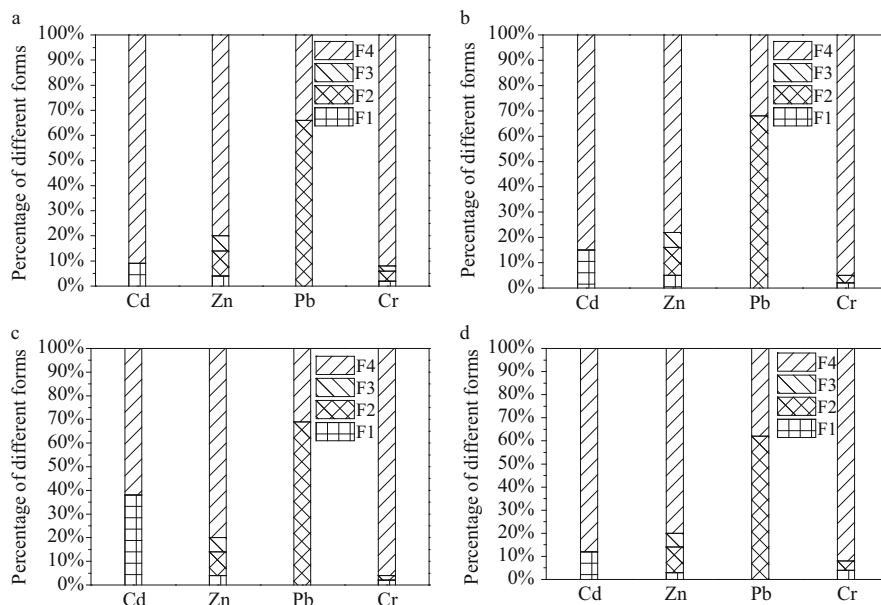 a
Percentage of different forms
100%
90%
80%
70%
60%
50%
40%
30%
20%
10%
0%
F4
F3
F2
F1
Cd Zn Pb Cr
b
Percentage of different forms
100%
90%
80%
70%
60%
50%
40%
30%
20%
10%
0%
F4
F3
F2
F1
Cd Zn Pb Cr
c
Percentage of different forms
100%
90%
80%
70%
60%
50%
40%
30%
20%
10%
0%
F4
F3
F2
F1
Cd Zn Pb Cr
d
Percentage of different forms
100%
90%
80%
70%
60%
50%
40%
30%
20%
10%
0%
F4
F3
F2
F1
Cd Zn Pb Cr